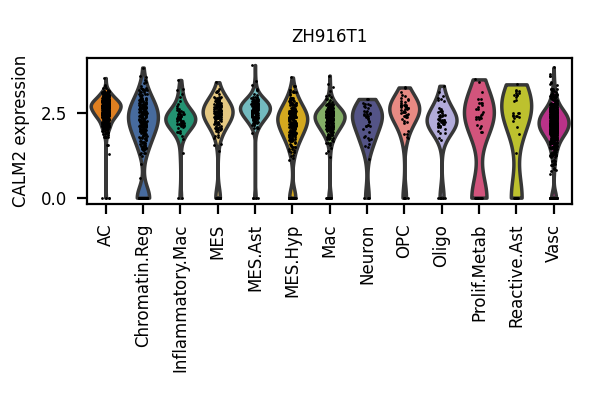 ZH916T1
CALM2 expression
2.5
0.0
AC
Chromatin.Reg
Inflammatory.Mac
MES
MES.Ast
MES.Hyp
Mac
Neuron
OPC
Oligo
Prolif.Metab
Reactive.Ast
Vasc